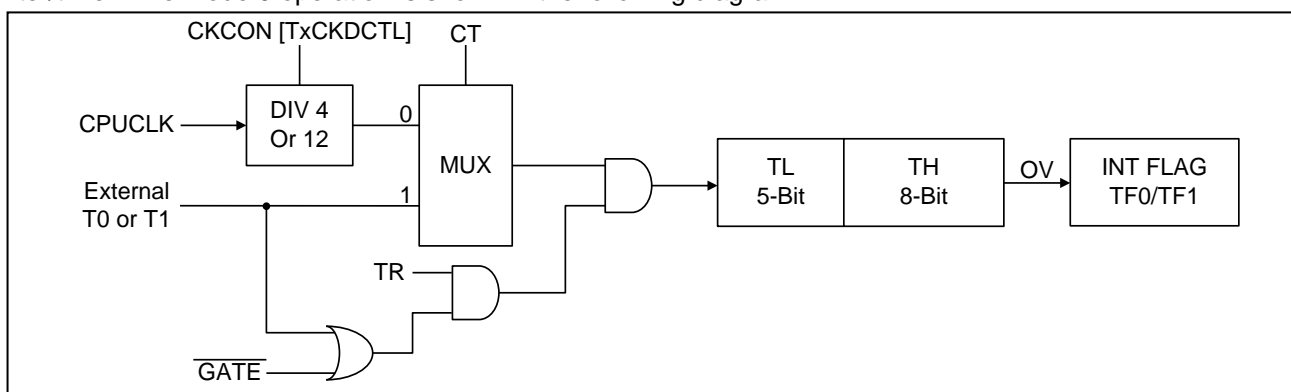 CKCON [TxCKDCTL]
CT
CPUCLK
DIV 4
Or 12
0
MUX
External
T0 or T1
1
TL
5-Bit
TH
8-Bit
OV
INT FLAG
TF0/TF1
TR
GATE